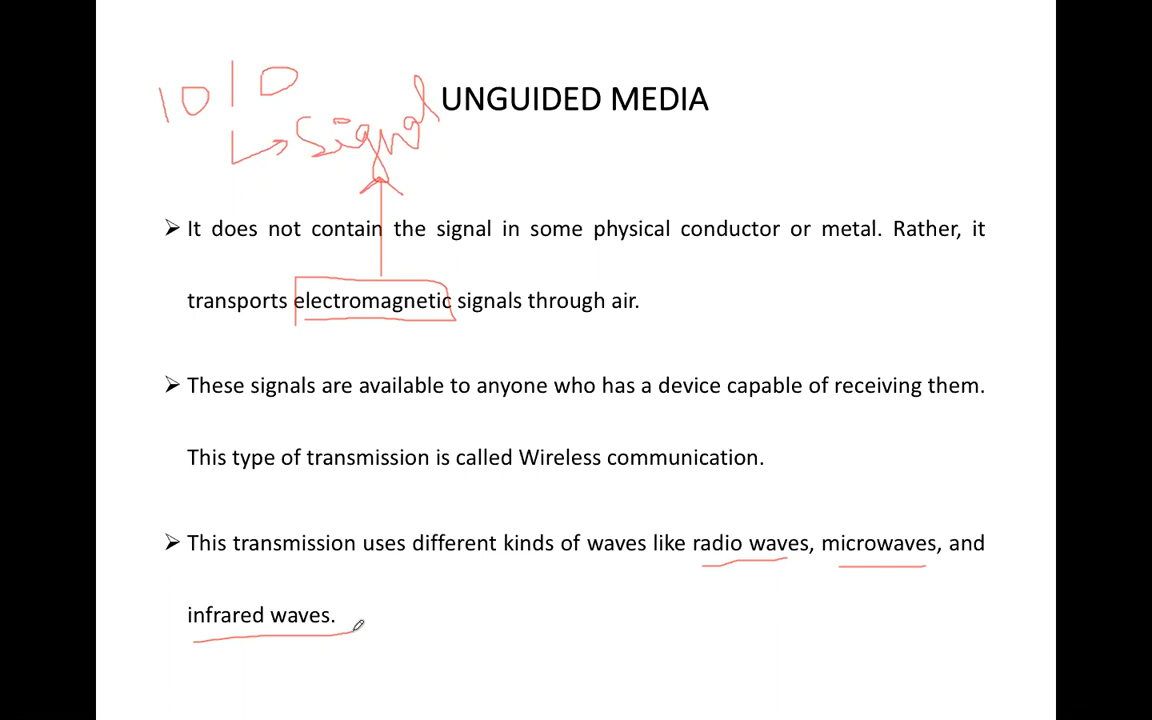 1010
UNGUIDED MEDIA
↳ Signal
➢ It does not contain the signal in some physical conductor or metal. Rather, it
transports electromagnetic signals through air.
➢ These signals are available to anyone who has a device capable of receiving them.
This type of transmission is called Wireless communication.
➢ This transmission uses different kinds of waves like radio waves, microwaves, and
infrared waves.